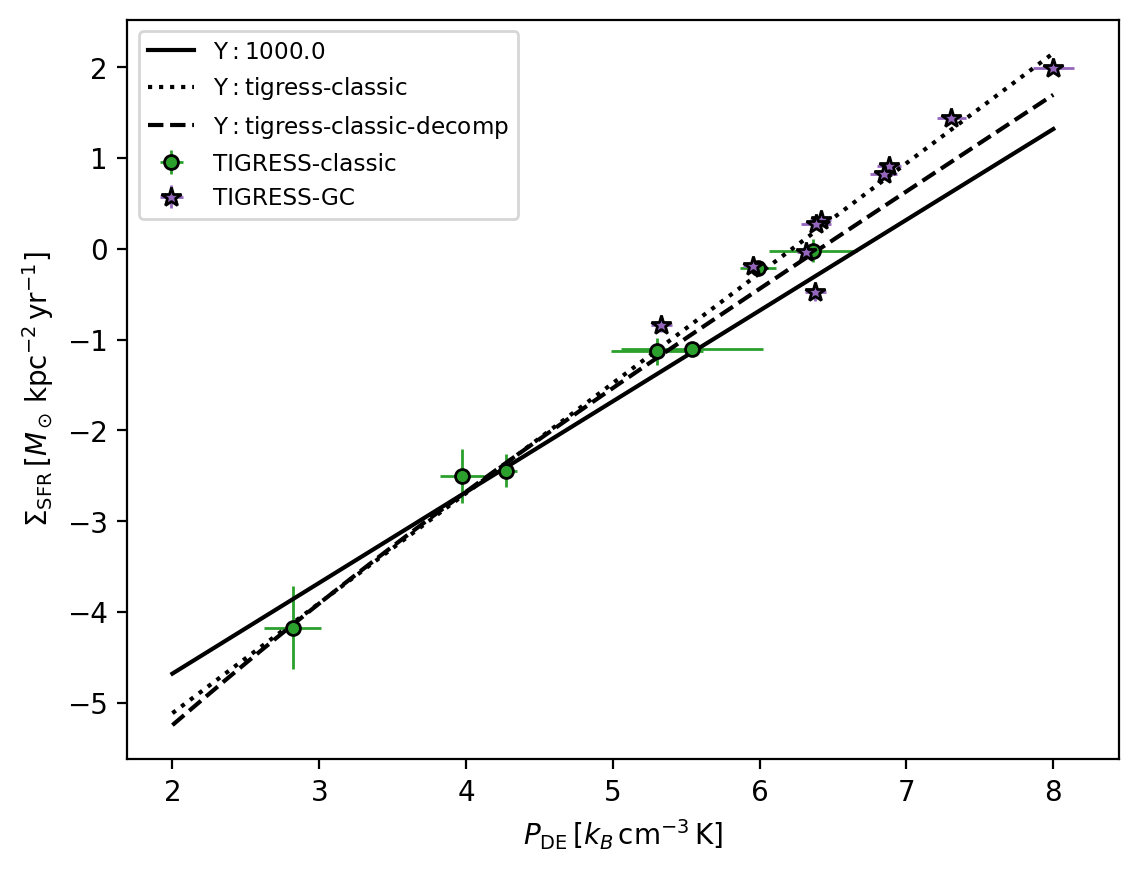 Y : 1000.0
Y : tigress-classic
Y : tigress-classic-decomp
TIGRESS-classic
TIGRESS-GC
2
1
0
−1
−2
−3
−4
−5
Σ_SFR [M_⊙ kpc⁻² yr⁻¹]
2 3 4 5 6 7 8
P_DE [k_B cm⁻³ K]